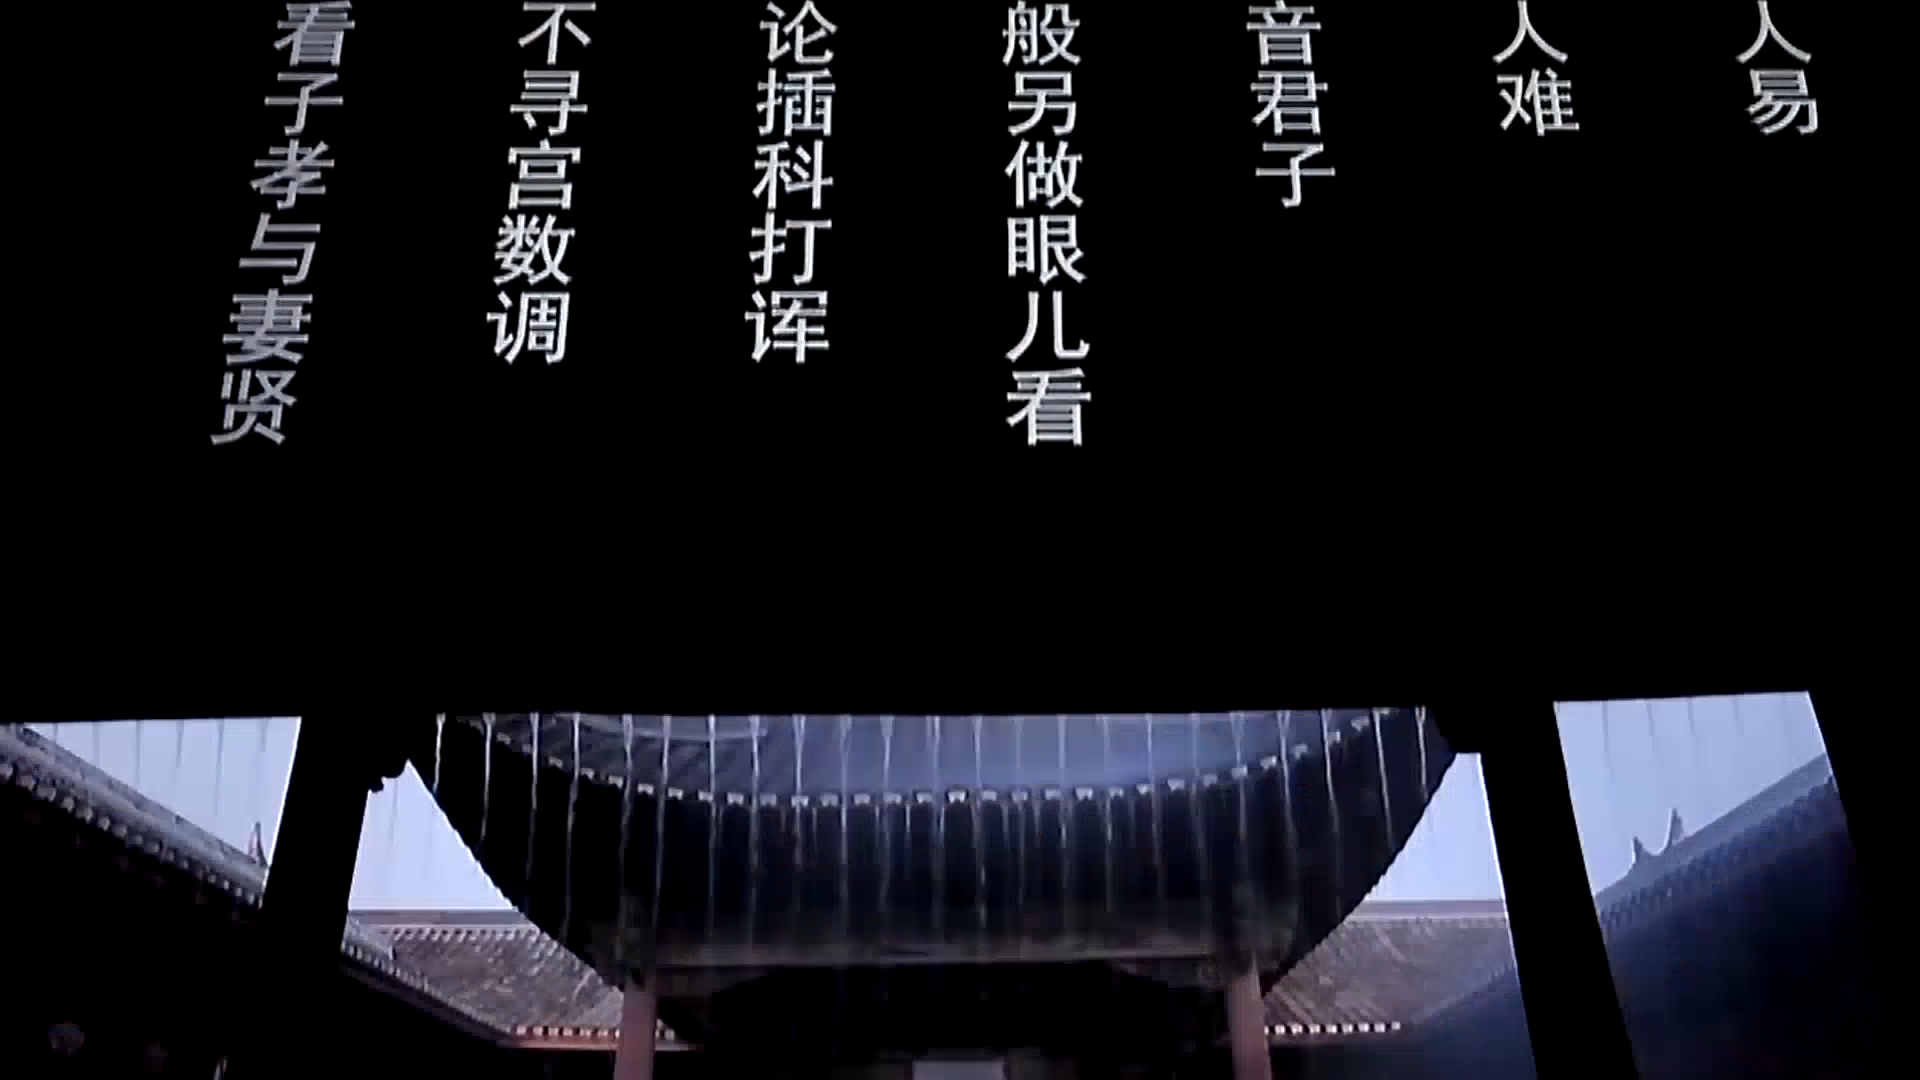 人易
人难
音君子
般另做眼儿看
论插科打诨
不寻宫数调
看子孝与妻贤